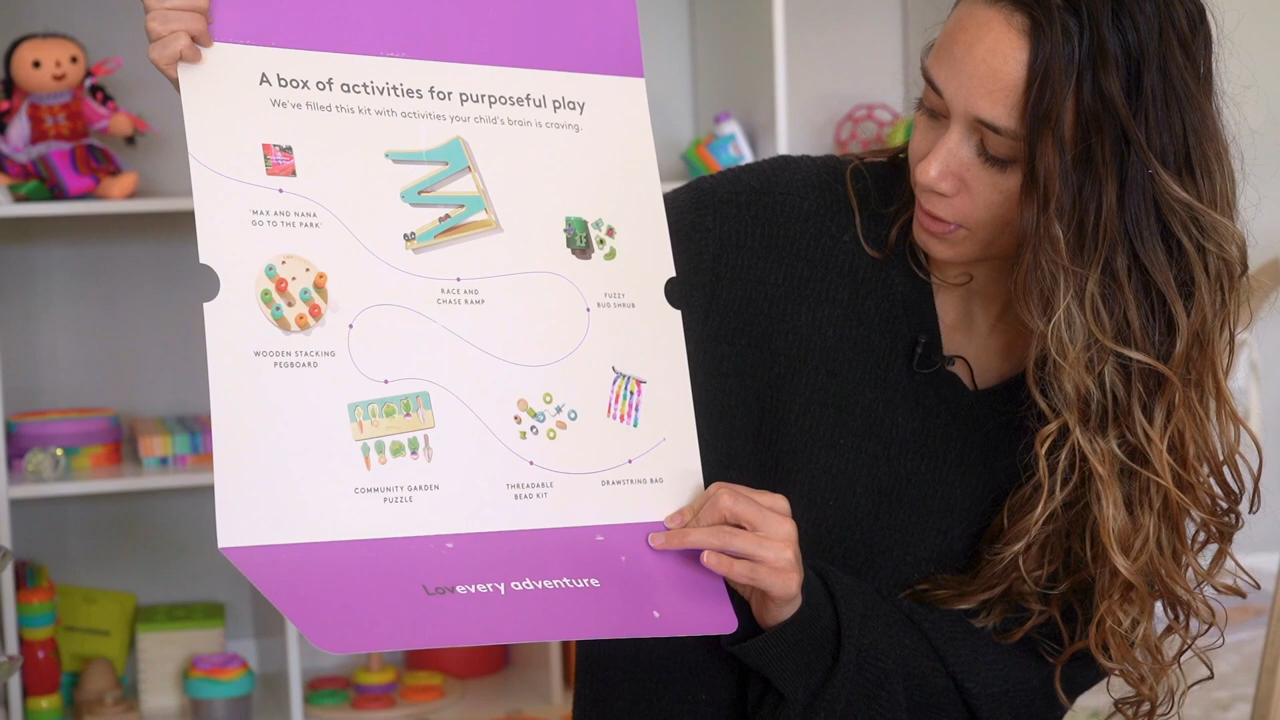 A box of activities for purposeful play
We've filled this kit with activities your child's brain is craving.
'MAX AND NANA
GO TO THE PARK'
RACE AND
CHASE RAMP
FUZZY
BUG SHRUB
WOODEN STACKING
PEGBOARD
COMMUNITY GARDEN
PUZZLE
THREADABLE
BEAD KIT
DRAWSTRING BAG
Lovevery adventure